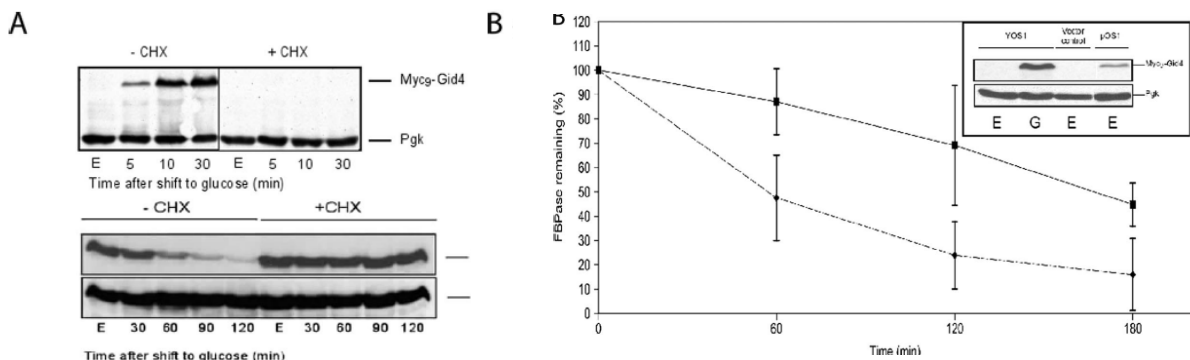 A
- CHX + CHX
Myc9-Gid4
Pgk
E 5 10 30 E 5 10 30
Time after shift to glucose (min)
- CHX +CHX
E 30 60 90 120 E 30 60 90 120
Time after shift to glucose (min)
B
B
120
110
100
90
80
70
60
50
40
30
20
10
0
FBPase remaining (%)
0 60 120 180
Time (min)
YOS1 Vector control pOS1
Myc9-Gid4
Pgk
E G E E